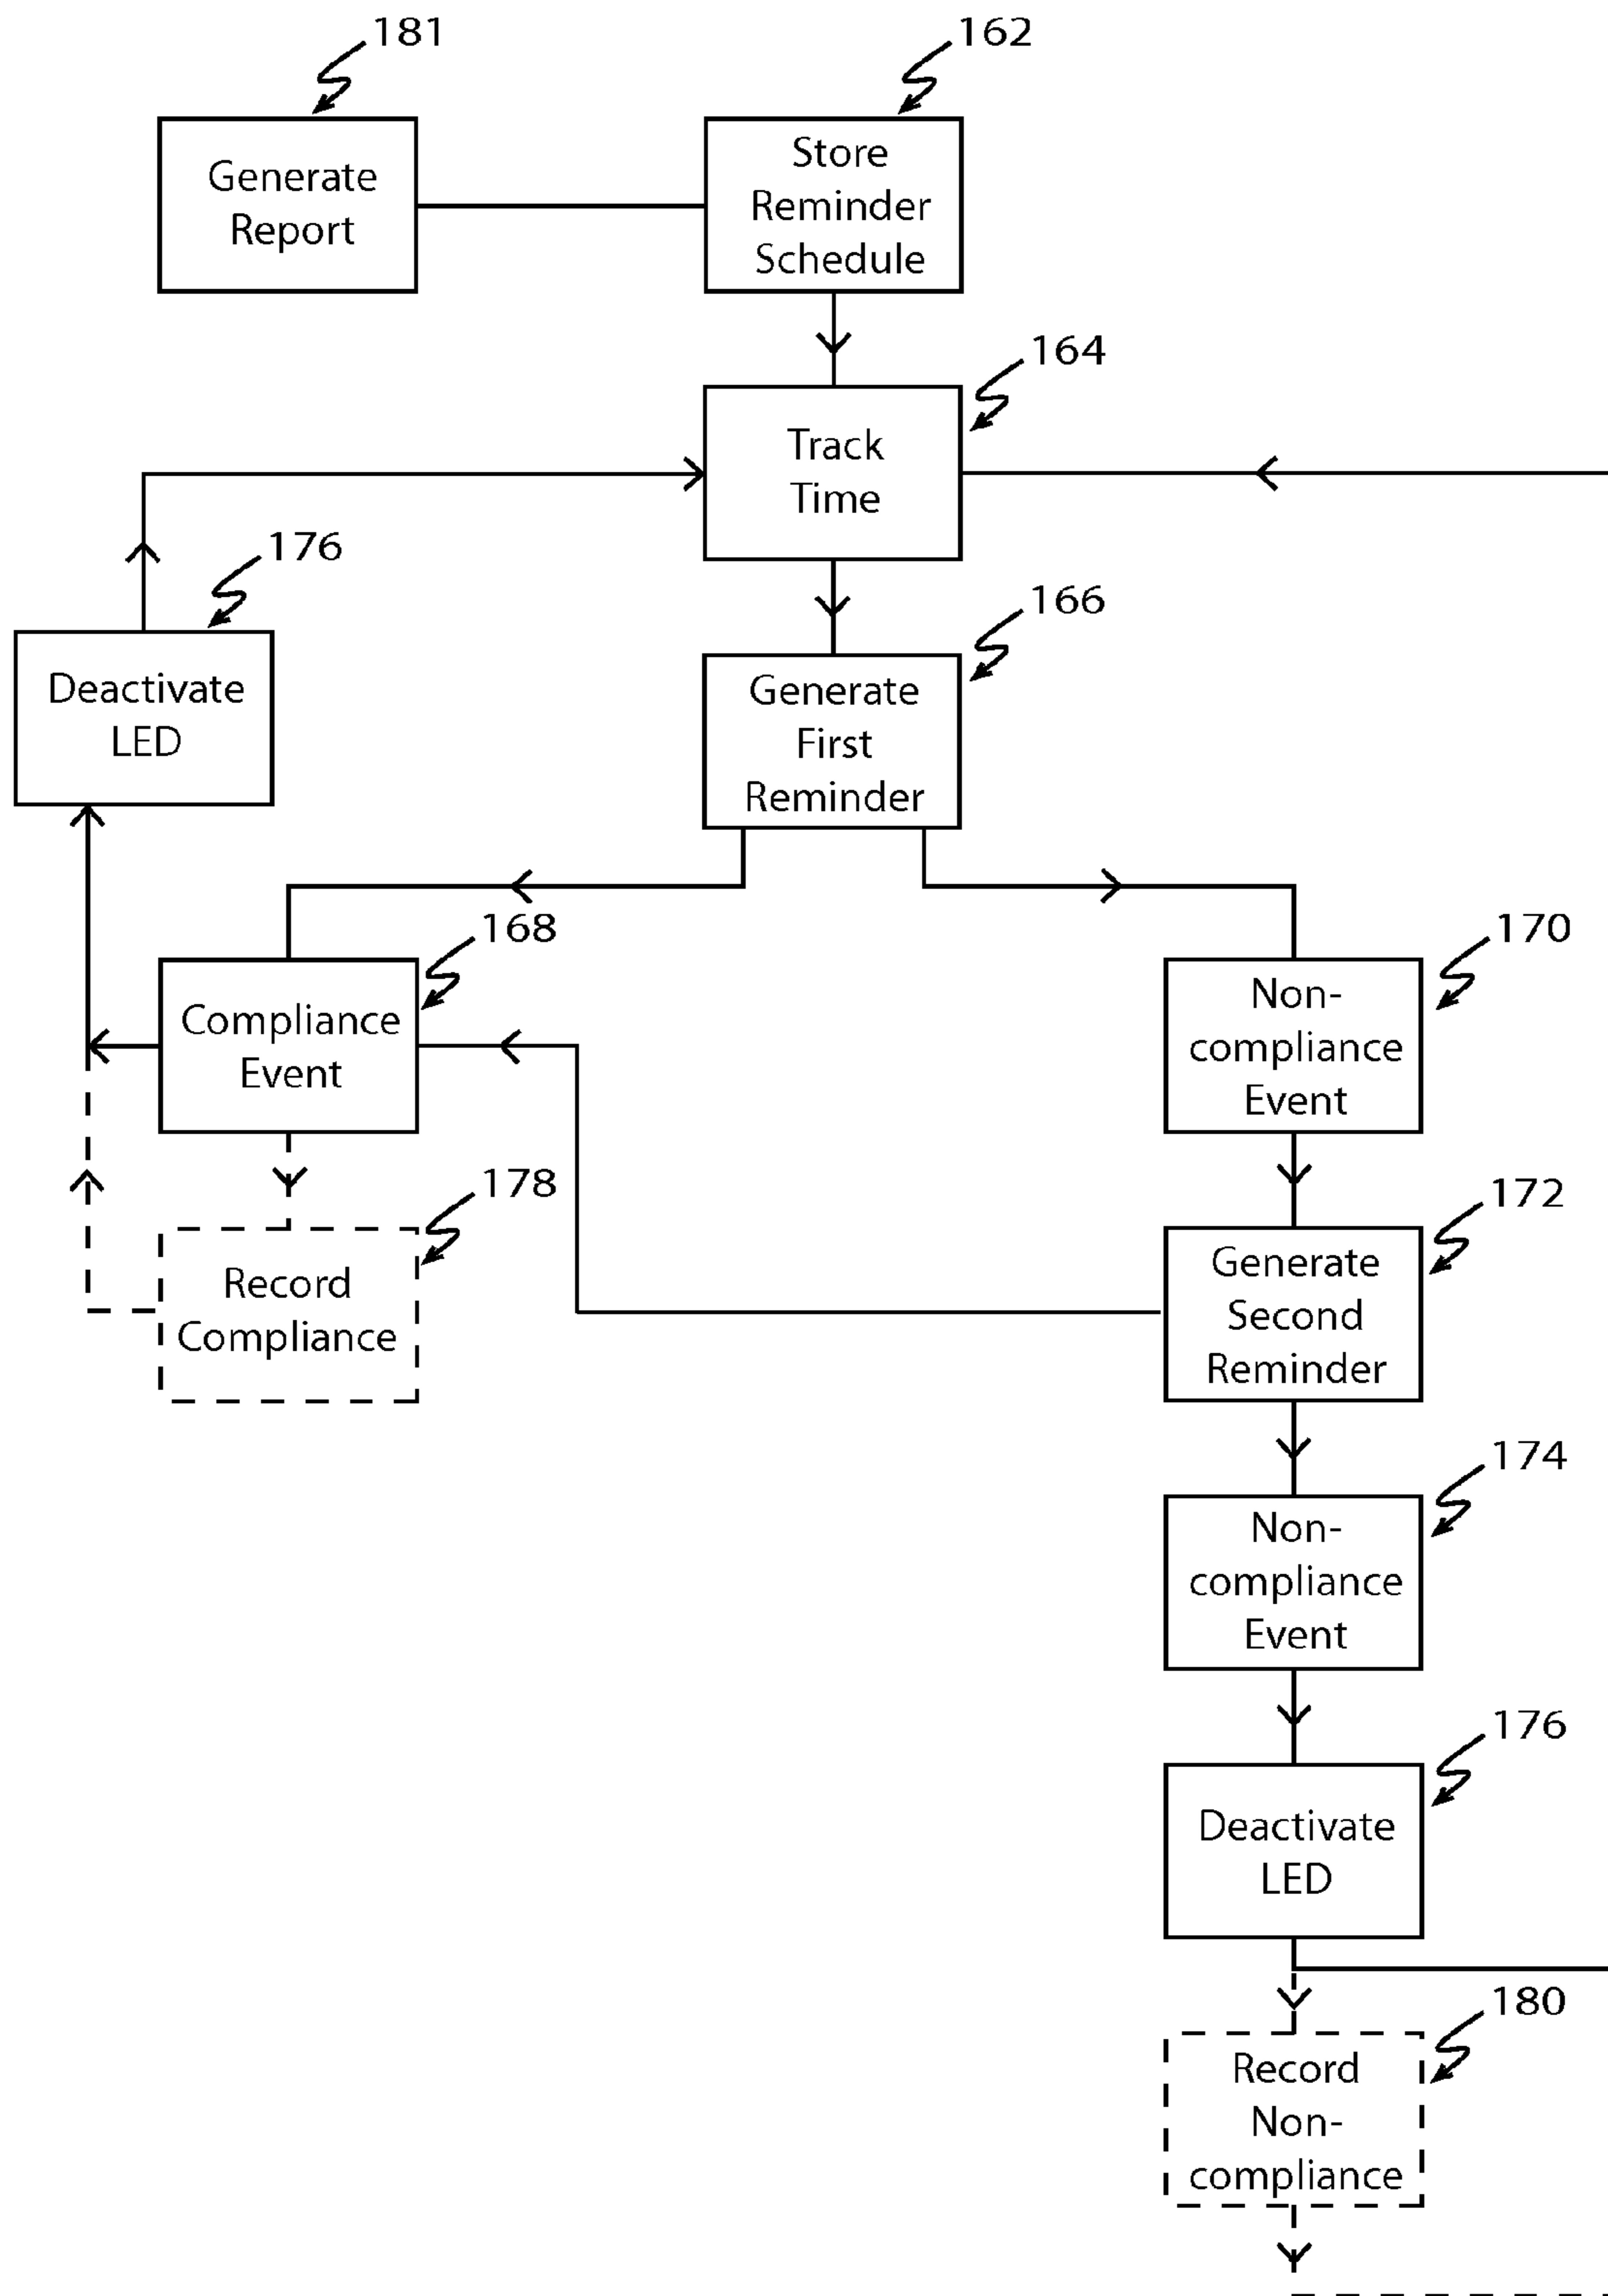 181
162
Generate
Report
Store
Reminder
Schedule
164
Track
Time
176
Deactivate
LED
166
Generate
First
Reminder
168
Compliance
Event
170
Non-
compliance
Event
178
Record
Compliance
172
Generate
Second
Reminder
174
Non-
compliance
Event
176
Deactivate
LED
180
Record
Non-
compliance